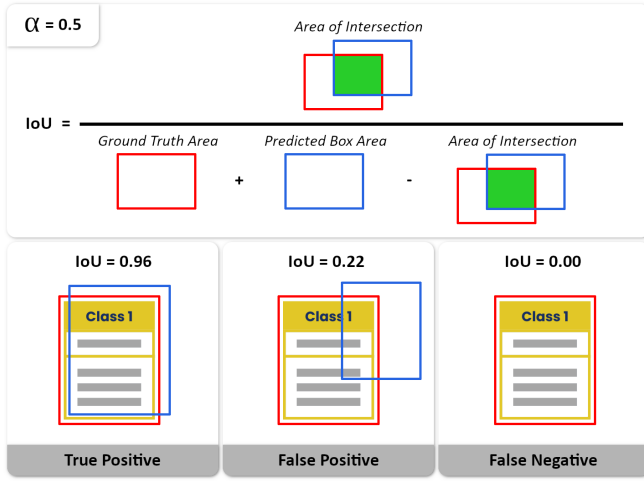 α = 0.5
Area of Intersection
IoU =
Ground Truth Area Predicted Box Area Area of Intersection
+ -
IoU = 0.96 IoU = 0.22 IoU = 0.00
Class 1 Class 1 Class 1
True Positive False Positive False Negative